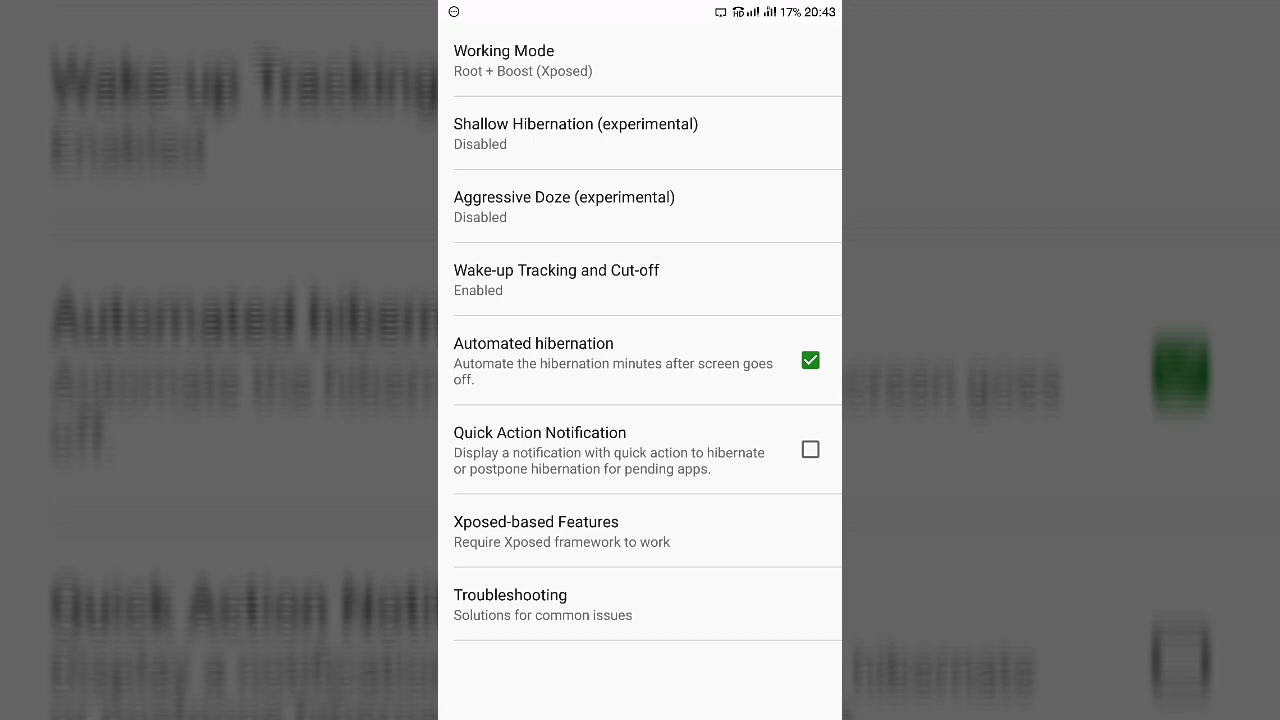 17% 20:43
Working Mode
Root + Boost (Xposed)
Shallow Hibernation (experimental)
Disabled
Aggressive Doze (experimental)
Disabled
Wake-up Tracking and Cut-off
Enabled
Automated hibernation
Automate the hibernation minutes after screen goes
off.
Quick Action Notification
Display a notification with quick action to hibernate
or postpone hibernation for pending apps.
Xposed-based Features
Require Xposed framework to work
Troubleshooting
Solutions for common issues